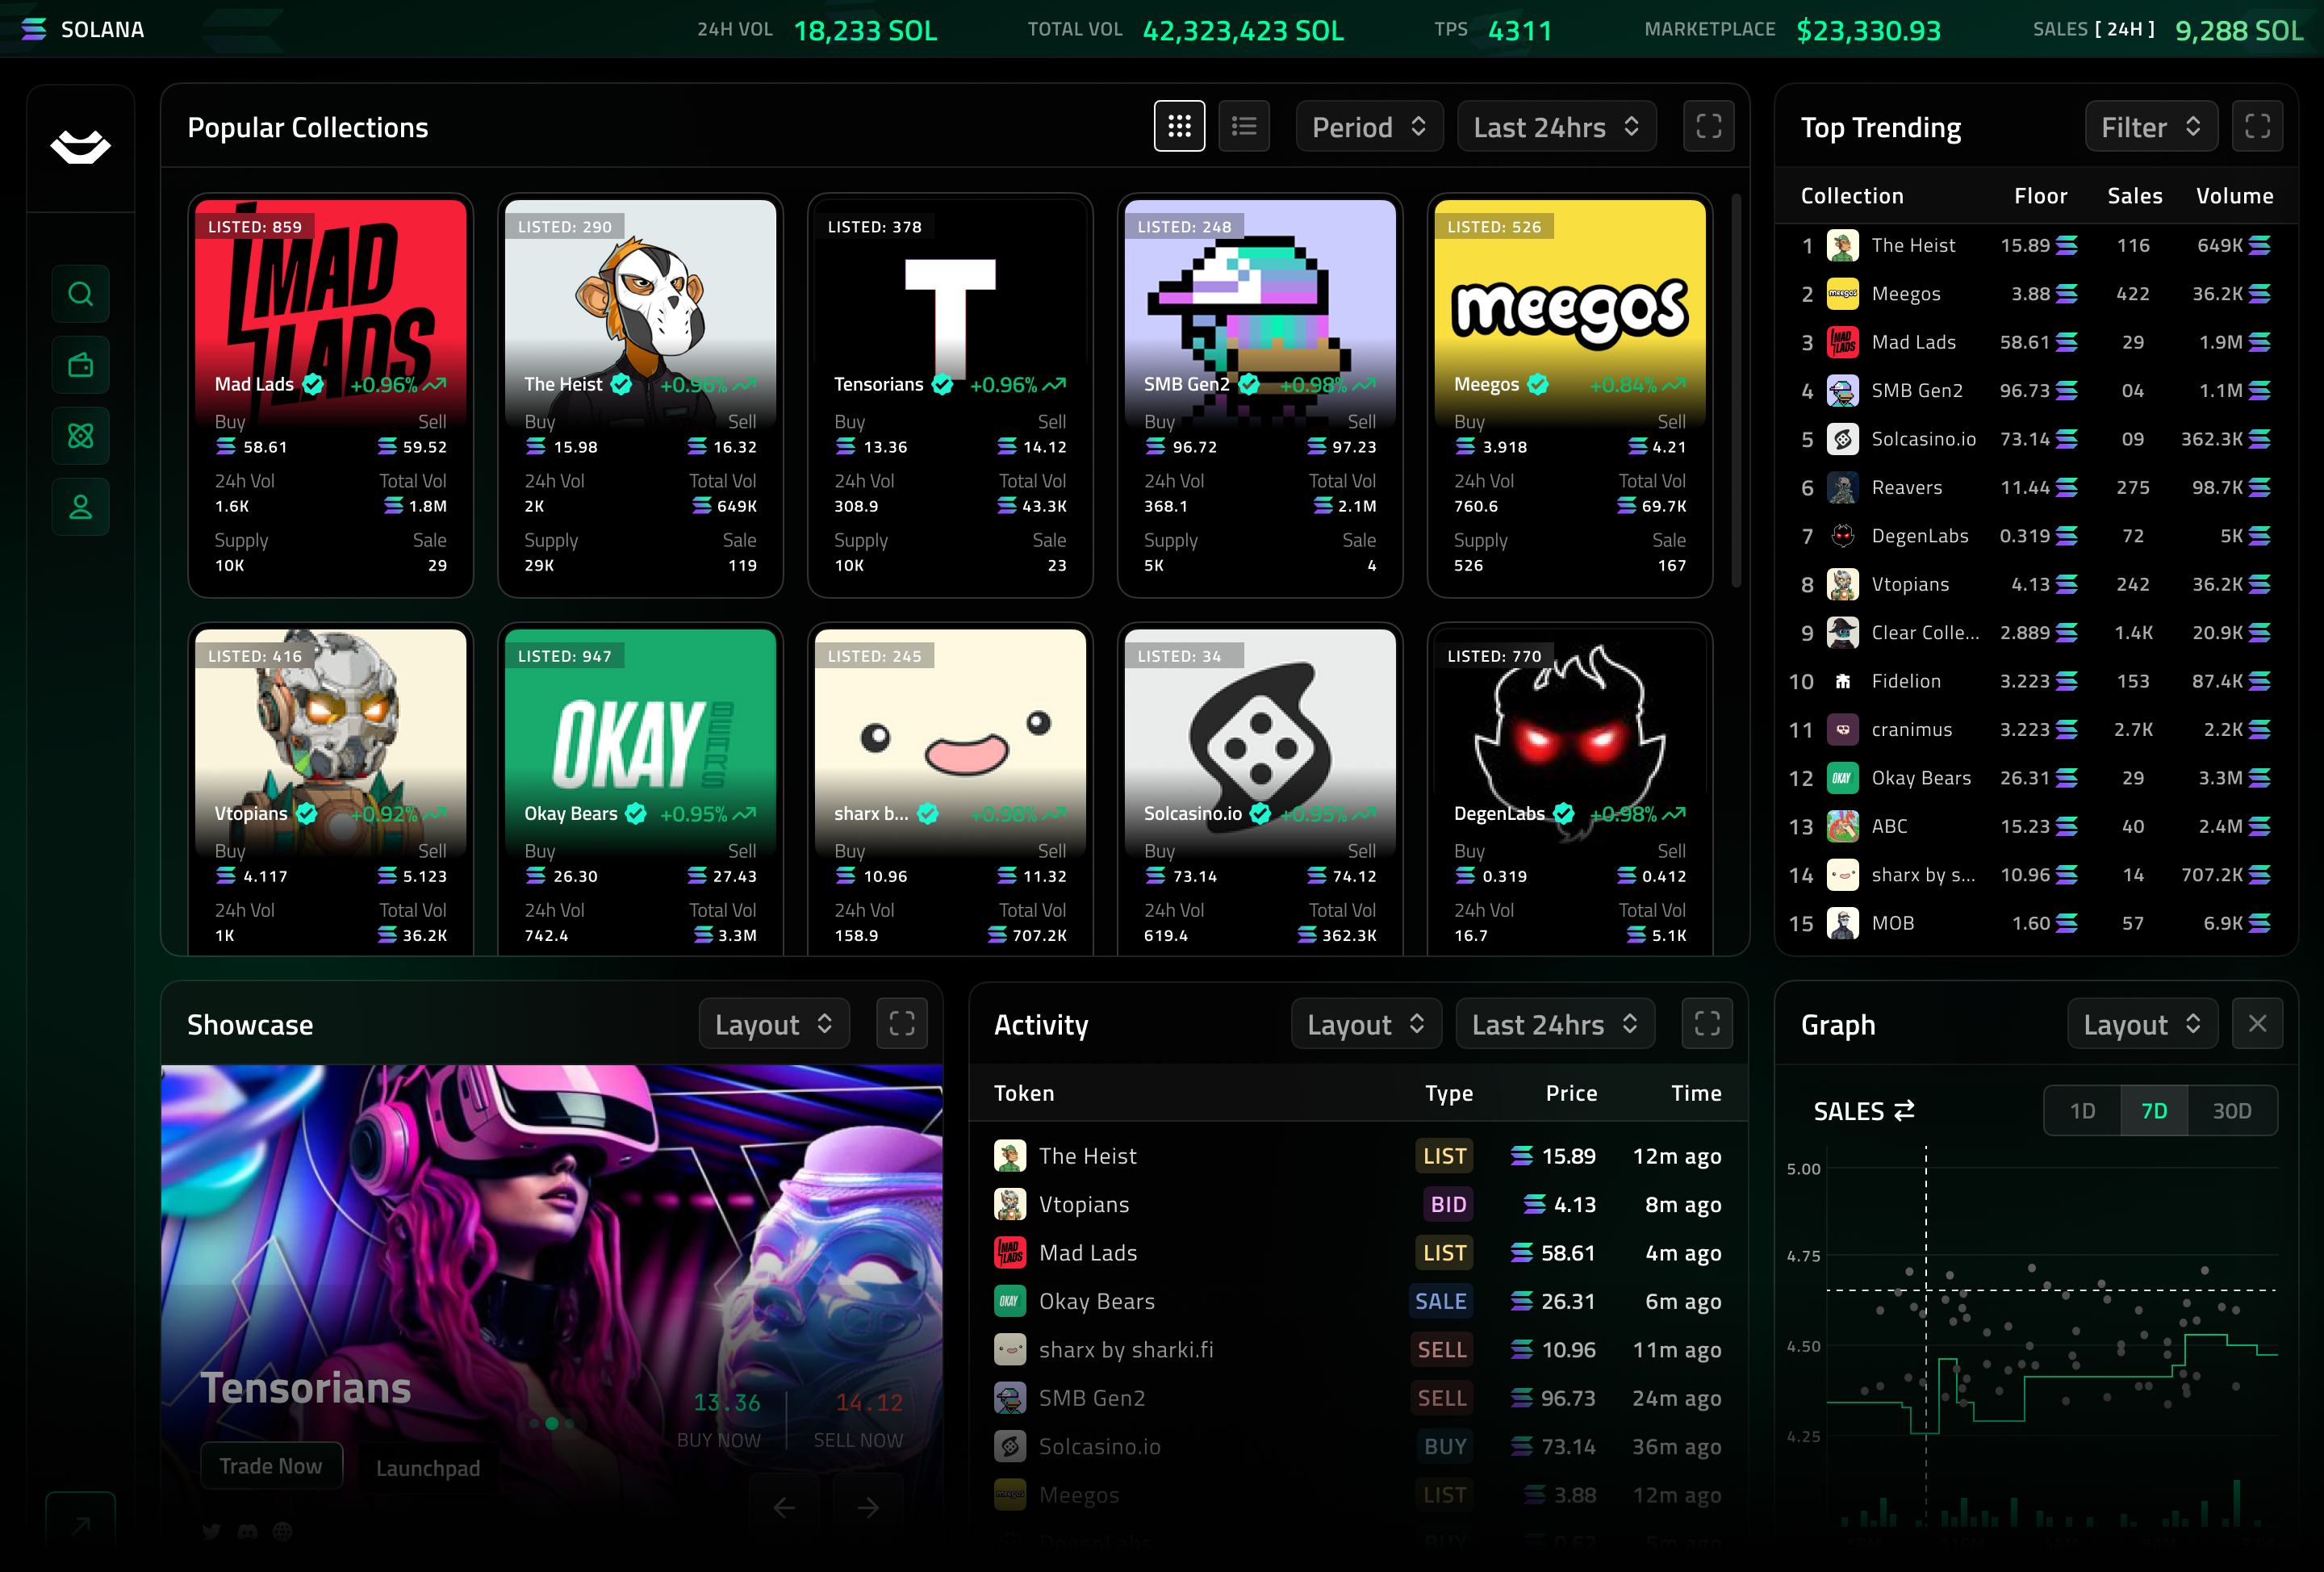 SOLANA 24H VOL 18,233 SOL TOTAL VOL 42,323,423 SOL TPS 4311 MARKETPLACE $23,330.93 SALES [ 24H ] 9,288 SOL
Popular Collections Period Last 24hrs
LISTED: 859 LISTED: 290 LISTED: 378 LISTED: 248 LISTED: 526
MAD LADS
T
meegos
Mad Lads +0.96% The Heist +0.96% Tensorians +0.96% SMB Gen2 +0.98% Meegos +0.84%
Buy Sell Buy Sell Buy Sell Buy Sell Buy Sell
58.61 59.52 15.98 16.32 13.36 14.12 96.72 97.23 3.918 4.21
24h Vol Total Vol 24h Vol Total Vol 24h Vol Total Vol 24h Vol Total Vol 24h Vol Total Vol
1.6K 1.8M 2K 649K 308.9 43.3K 368.1 2.1M 760.6 69.7K
Supply Sale Supply Sale Supply Sale Supply Sale Supply Sale
10K 29 29K 119 10K 23 5K 4 526 167
LISTED: 416 LISTED: 947 LISTED: 245 LISTED: 34 LISTED: 770
OKAY BEARS
Vtopians +0.92% Okay Bears +0.95% sharx b... +0.98% Solcasino.io +0.95% DegenLabs +0.98%
Buy Sell Buy Sell Buy Sell Buy Sell Buy Sell
4.117 5.123 26.30 27.43 10.96 11.32 73.14 74.12 0.319 0.412
24h Vol Total Vol 24h Vol Total Vol 24h Vol Total Vol 24h Vol Total Vol 24h Vol Total Vol
1K 36.2K 742.4 3.3M 158.9 707.2K 619.4 362.3K 16.7 5.1K
Top Trending Filter
Collection Floor Sales Volume
1 The Heist 15.89 116 649K
2 Meegos 3.88 422 36.2K
3 Mad Lads 58.61 29 1.9M
4 SMB Gen2 96.73 04 1.1M
5 Solcasino.io 73.14 09 362.3K
6 Reavers 11.44 275 98.7K
7 DegenLabs 0.319 72 5K
8 Vtopians 4.13 242 36.2K
9 Clear Colle... 2.889 1.4K 20.9K
10 Fidelion 3.223 153 87.4K
11 cranimus 3.223 2.7K 2.2K
12 Okay Bears 26.31 29 3.3M
13 ABC 15.23 40 2.4M
14 sharx by s... 10.96 14 707.2K
15 MOB 1.60 57 6.9K
Showcase Layout
Tensorians
13.36 14.12
BUY NOW SELL NOW
Trade Now Launchpad
Activity Layout Last 24hrs
Token Type Price Time
The Heist LIST 15.89 12m ago
Vtopians BID 4.13 8m ago
Mad Lads LIST 58.61 4m ago
Okay Bears SALE 26.31 6m ago
sharx by sharki.fi SELL 10.96 11m ago
SMB Gen2 SELL 96.73 24m ago
Solcasino.io BUY 73.14 36m ago
Meegos LIST 3.88 12m ago
DegenLabs BUY 0.62 5m ago
Graph Layout
SALES 1D 7D 30D
5.00
4.75
4.50
4.25